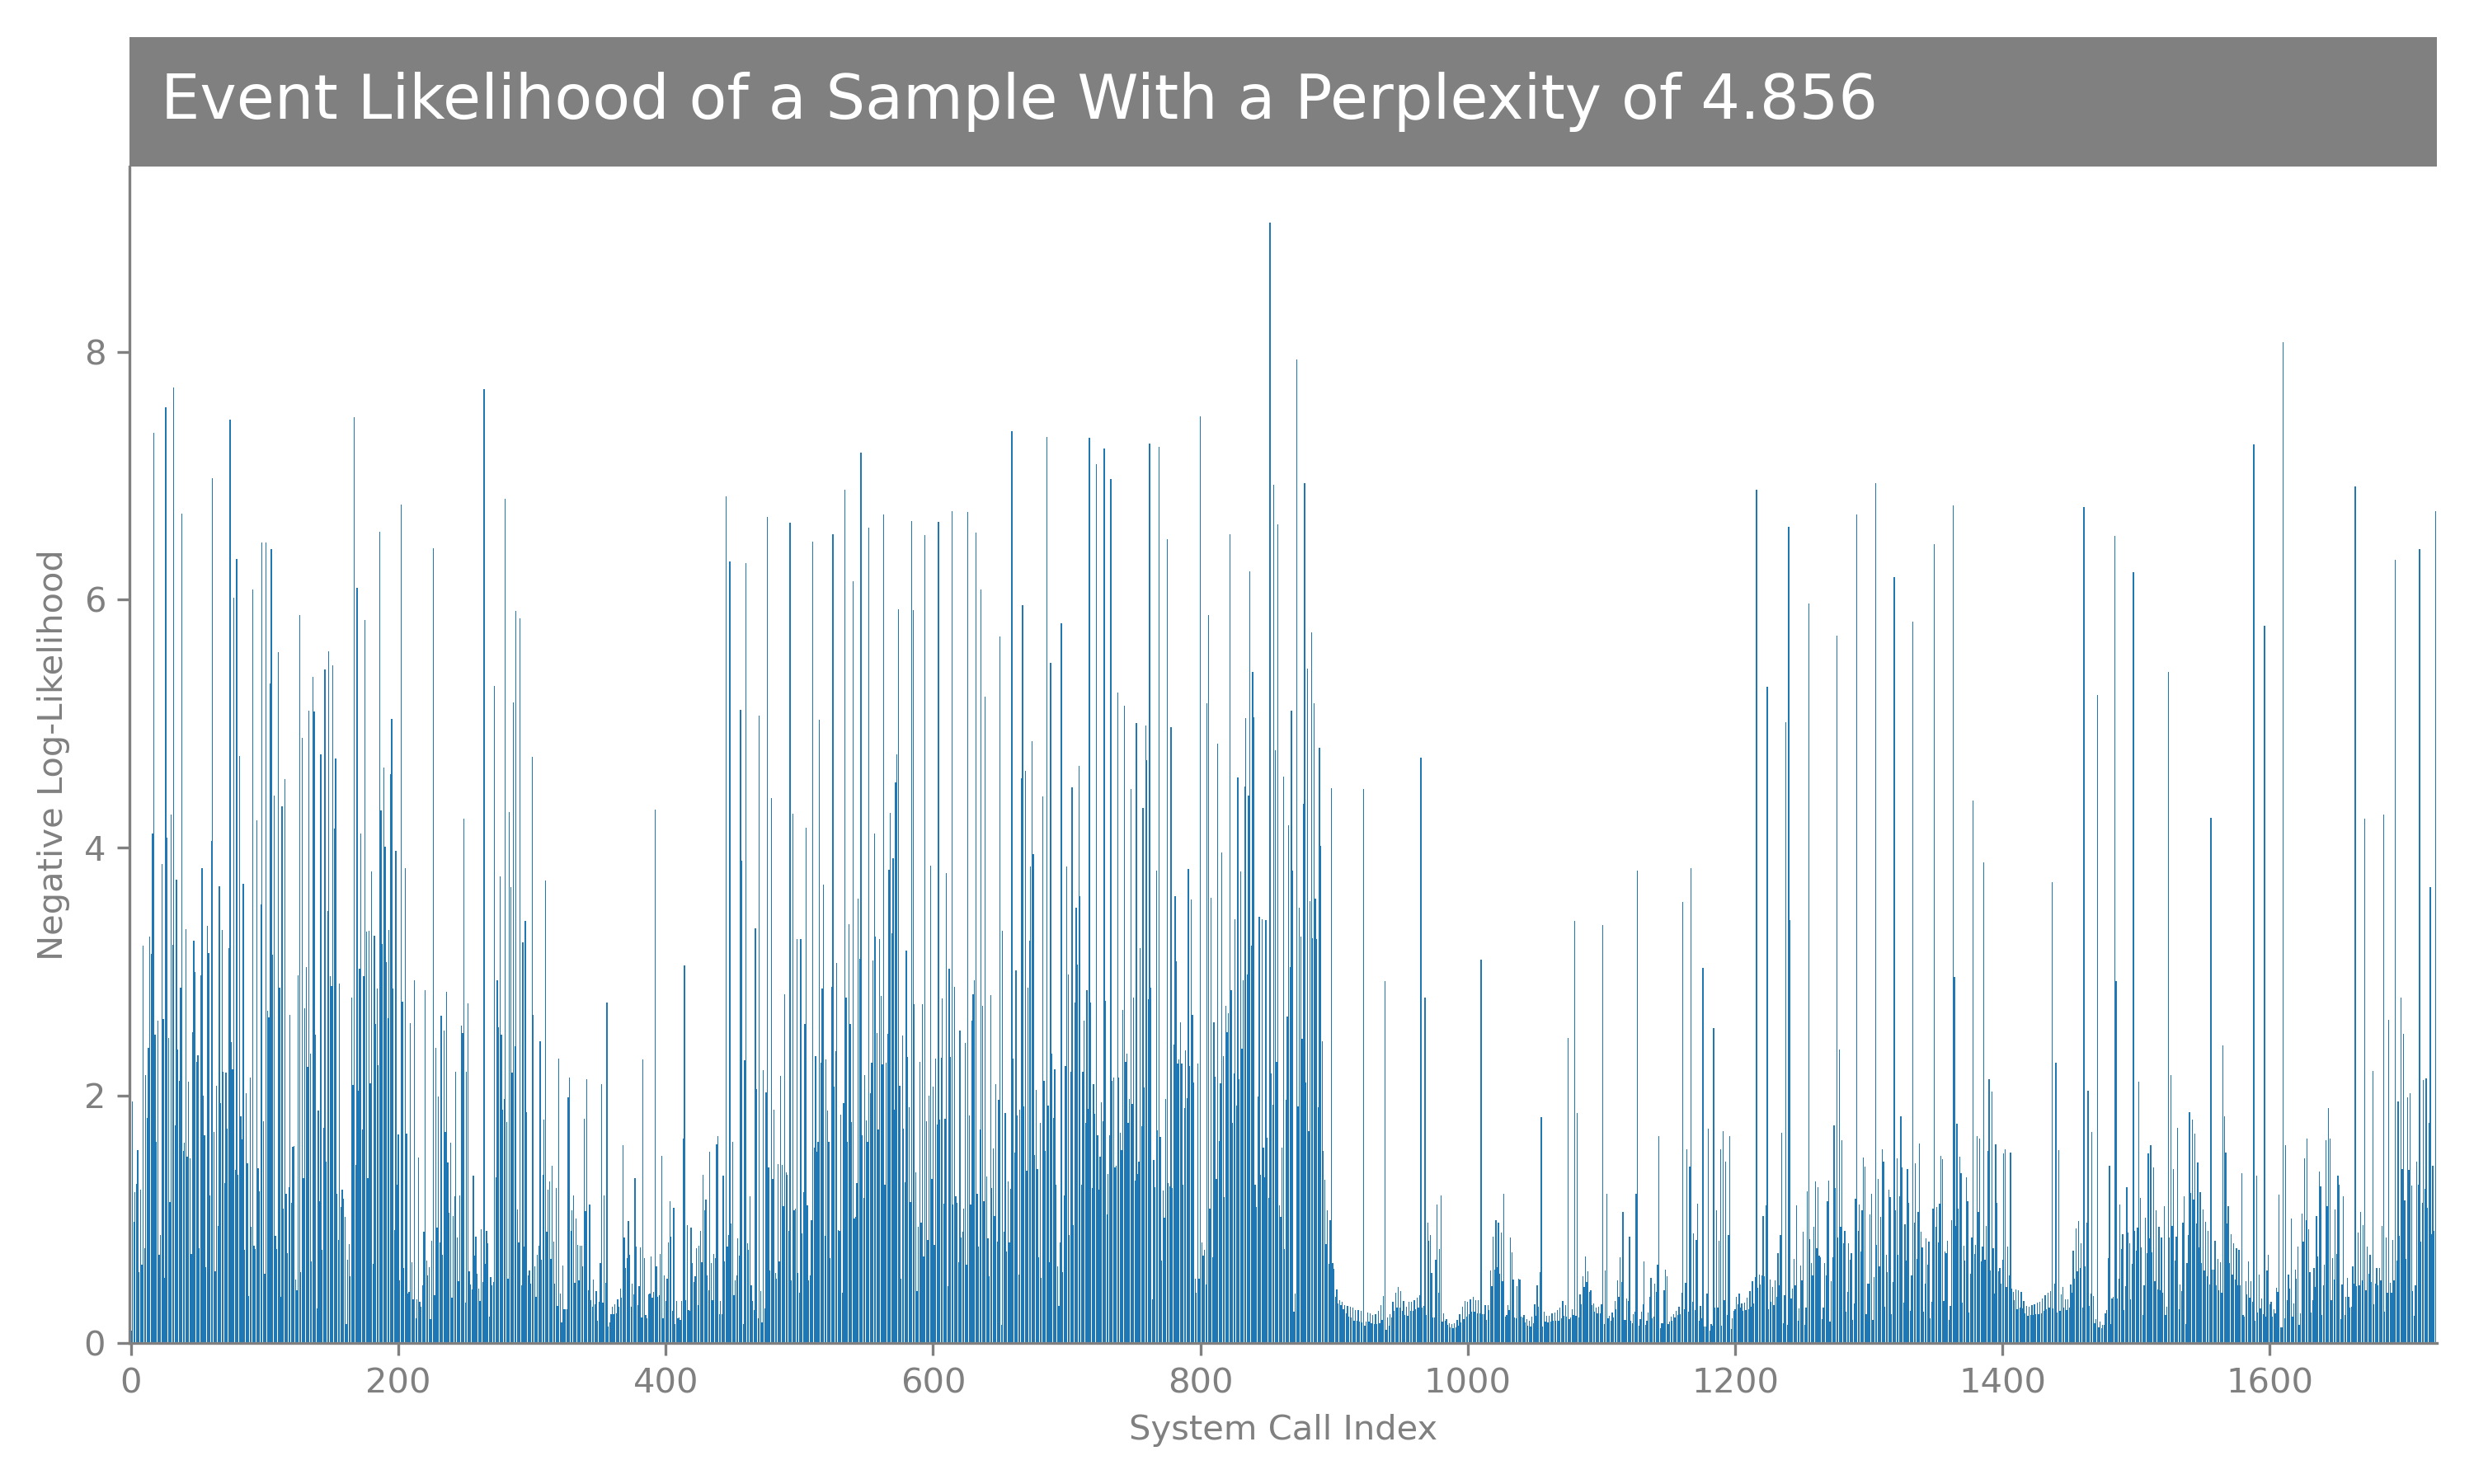 Event Likelihood of a Sample With a Perplexity of 4.856
Negative Log-Likelihood
8
6
4
2
0
0 200 400 600 800 1000 1200 1400 1600
System Call Index